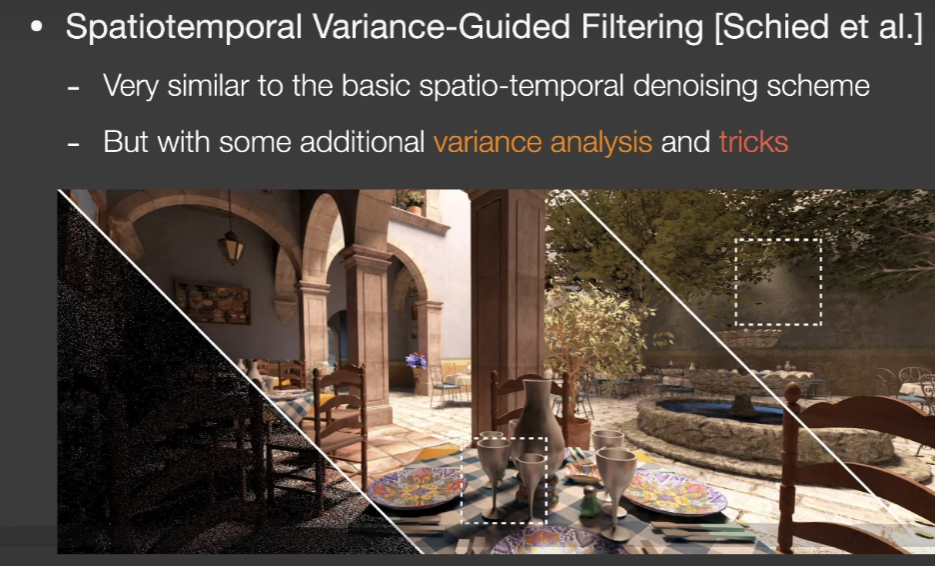 • Spatiotemporal Variance-Guided Filtering [Schied et al.]
- Very similar to the basic spatio-temporal denoising scheme
- But with some additional variance analysis and tricks